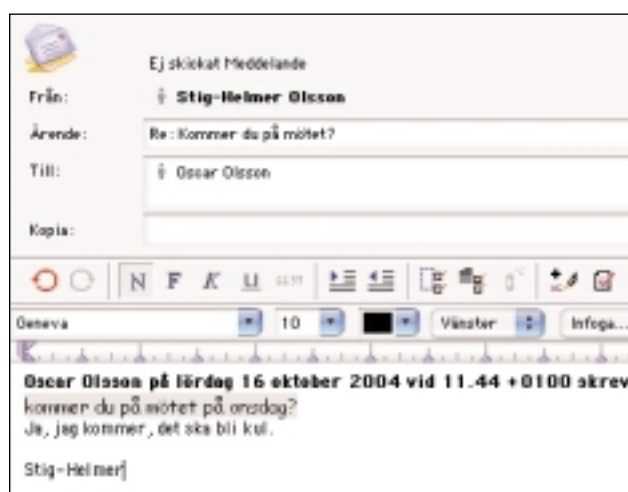 Ej skickat Meddelande
Från: Stig-Helmer Olsson
Ärende: Re: Kommer du på mötet?
Till: Oscar Olsson
Kopia:
N F K U
Geneva 10 Vänster Infoga...
Oscar Olsson på lördag 16 oktober 2004 vid 11.44 +0100 skrev
kommer du på mötet på onsdag?
Ja, jag kommer, det ska bli kul.
Stig-Helmer